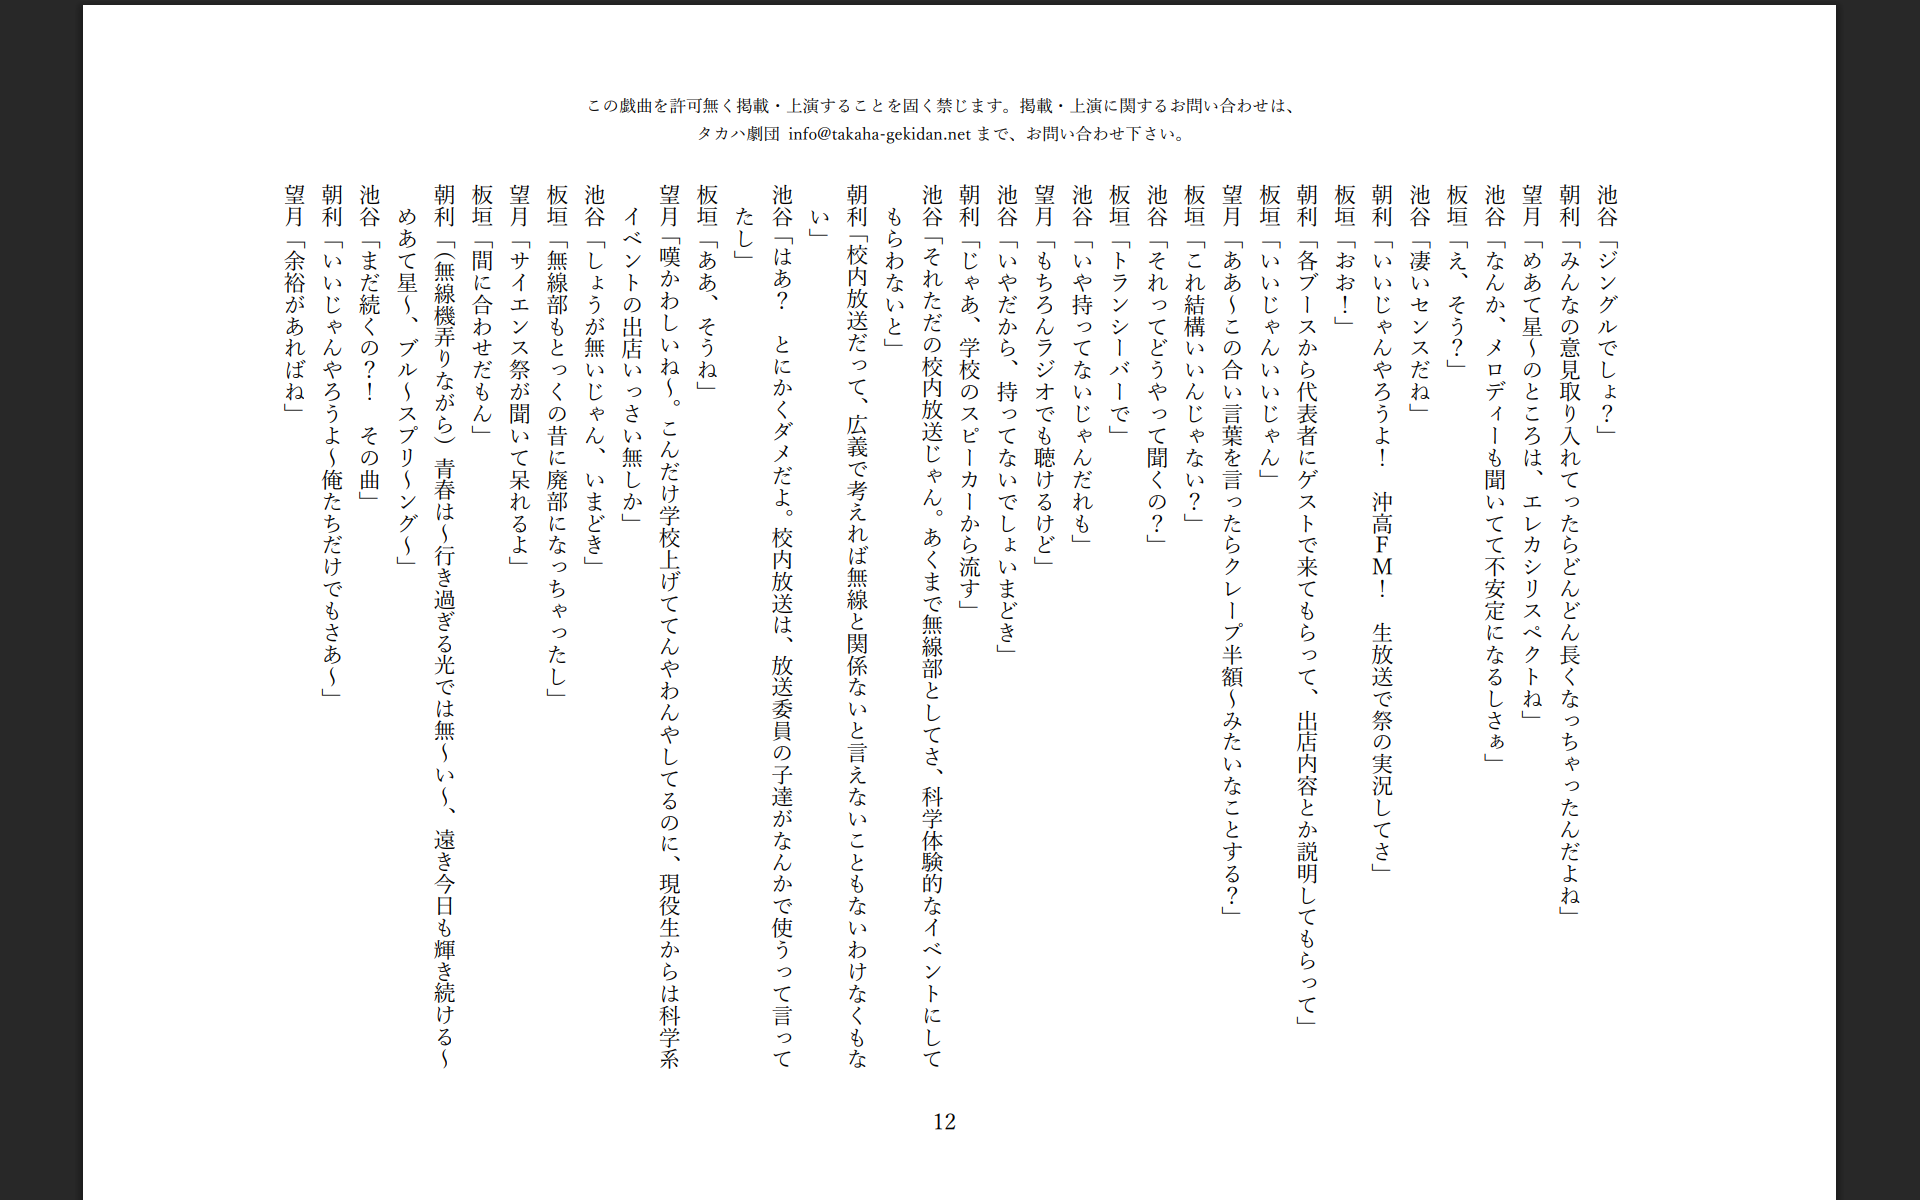 この戯曲を許可無く掲載・上演することを固く禁じます。掲載・上演に関するお問い合わせは、
タカハ劇団 info@takaha-gekidan.net まで、お問い合わせ下さい。
池谷「ジングルでしょ？」
朝利「みんなの意見取り入れてったらどんどん長くなっちゃったんだよね」
望月「めあて星～のところは、エレカシリスペクトね」
池谷「なんか、メロディーも聞いてて不安定になるしさぁ」
板垣「え、そう？」
池谷「凄いセンスだね」
朝利「いいじゃんやろうよ！　沖高ＦＭ！　生放送で祭の実況してさ」
板垣「おお！」
朝利「各ブースから代表者にゲストで来てもらって、出店内容とか説明してもらって」
板垣「いいじゃんいいじゃん」
望月「ああ～この合い言葉を言ったらクレープ半額～みたいなことする？」
板垣「これ結構いいんじゃない？」
池谷「それってどうやって聞くの？」
板垣「トランシーバーで」
池谷「いや持ってないじゃんだれも」
望月「もちろんラジオでも聴けるけど」
池谷「いやだから、持ってないでしょいまどき」
朝利「じゃあ、学校のスピーカーから流す」
池谷「それただの校内放送じゃん。あくまで無線部としてさ、科学体験的なイベントにして
もらわないと」
朝利「校内放送だって、広義で考えれば無線と関係ないと言えないこともないわけなくもな
い」
池谷「はあ？　とにかくダメだよ。校内放送は、放送委員の子達がなんかで使うって言って
たし」
板垣「ああ、そうね」
望月「嘆かわしいね～。こんだけ学校上げててんやわんやしてるのに、現役生からは科学系
イベントの出店いっさい無しか」
池谷「しょうが無いじゃん、いまどき」
板垣「無線部もとっくの昔に廃部になっちゃったし」
望月「サイエンス祭が聞いて呆れるよ」
板垣「間に合わせだもん」
朝利「（無線機弄りながら）青春は～行き過ぎる光では無～い～、遠き今日も輝き続ける～
めあて星～、ブル～スプリ～ング～」
池谷「まだ続くの？！　その曲」
朝利「いいじゃんやろうよ～俺たちだけでもさあ～」
望月「余裕があればね」
12